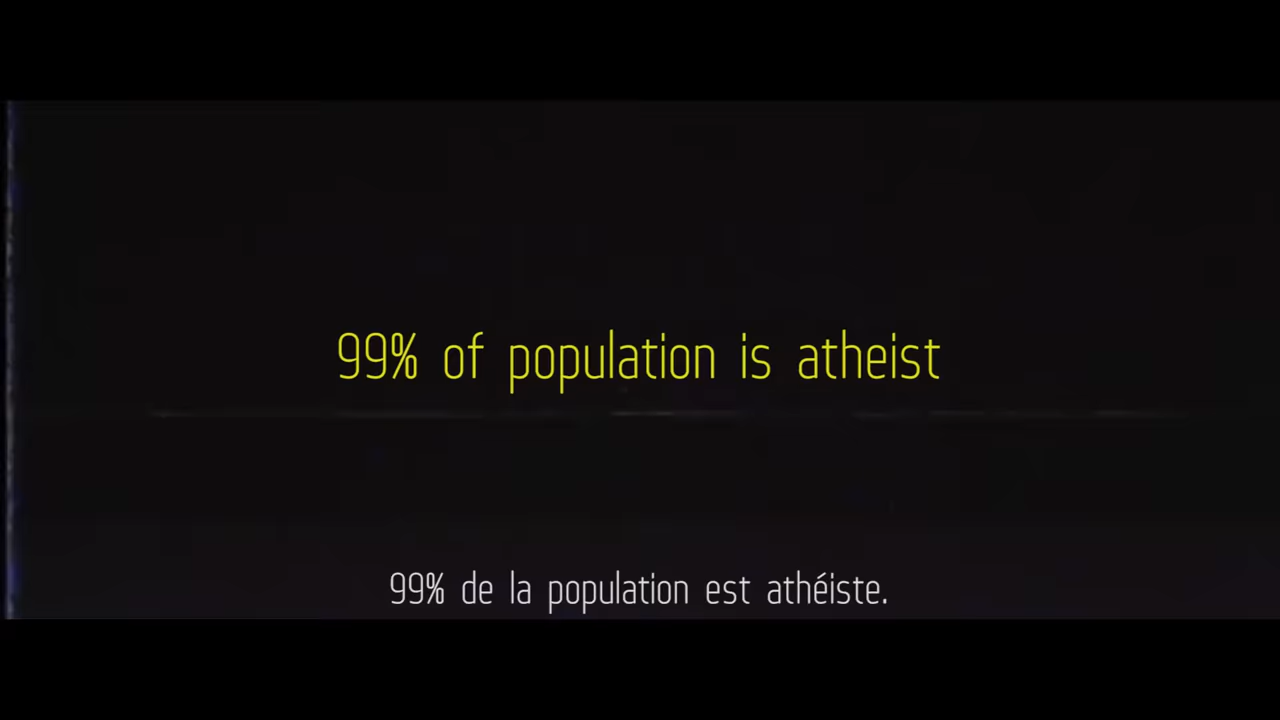 99% of population is atheist
99% de la population est athéiste.